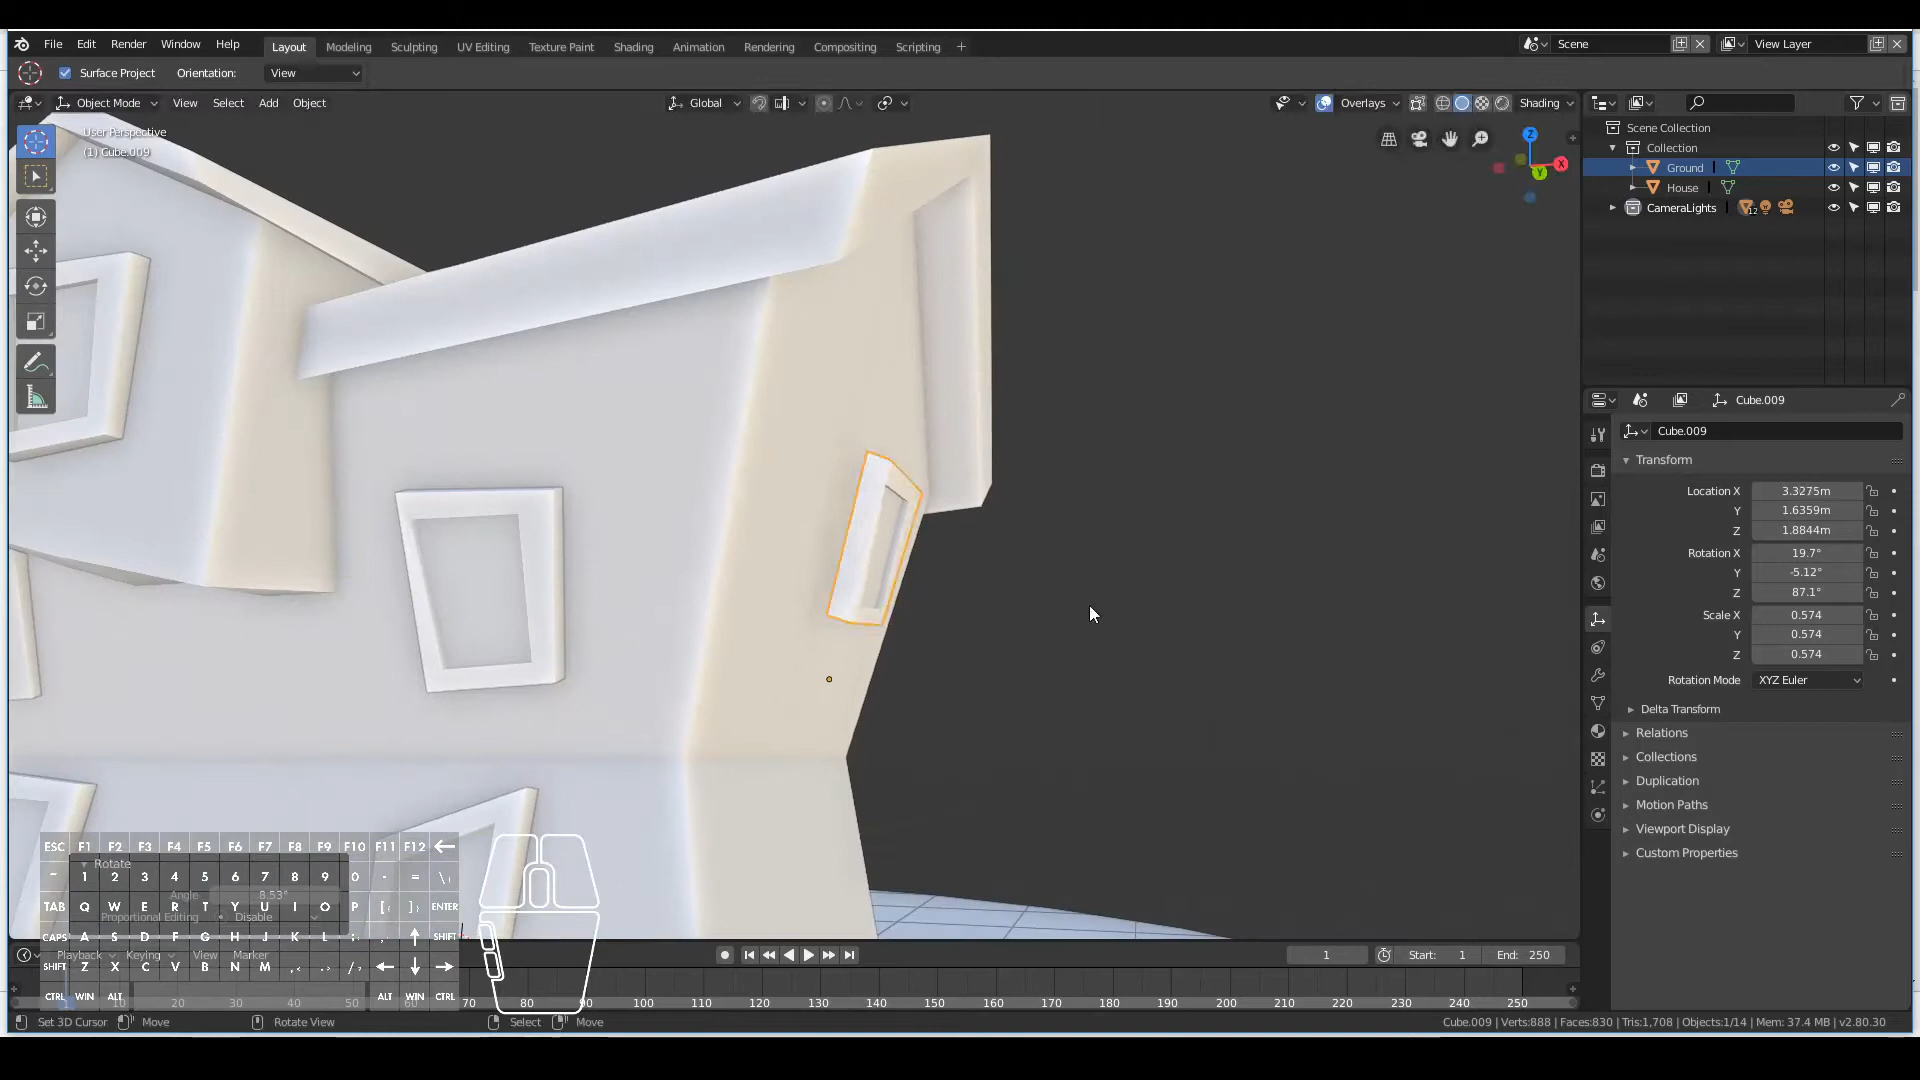 File Edit Render Window Help Layout Modeling Sculpting UV Editing Texture Paint Shading Animation Rendering Compositing Scripting + Scene View Layer
Surface Project Orientation: View
Object Mode View Select Add Object Global Overlays Shading
User Perspective
(1) Cube.009
Z
X
Y
Scene Collection
Collection
Ground
House
CameraLights 12
Cube.009
Cube.009
Transform
Location X 3.3275m
Y 1.6359m
Z 1.8844m
Rotation X 19.7°
Y -5.12°
Z 87.1°
Scale X 0.574
Y 0.574
Z 0.574
Rotation Mode XYZ Euler
Delta Transform
Relations
Collections
Duplication
Motion Paths
Viewport Display
Custom Properties
ESC F1 F2 F3 F4 F5 F6 F7 F8 F9 F10 F11 F12
Rotate
~ 1 2 3 4 5 6 7 8 9 0 - = \
Angle 8.53°
TAB Q W E R T Y U I O P [ ] ENTER
Proportional Editing Disable
CAPS A S D F G H J K L ; SHIFT
Playback Keying View Marker
SHIFT Z X C V B N M , . /
CTRL WIN ALT ALT WIN CTRL
1 Start: 1 End: 250
10 20 30 40 50 60 70 80 90 100 110 120 130 140 150 160 170 180 190 200 210 220 230 240 250
Set 3D Cursor Move Rotate View Select Move
Cube.009 | Verts:888 | Faces:830 | Tris:1,708 | Objects:1/14 | Mem: 37.4 MB | v2.80.30